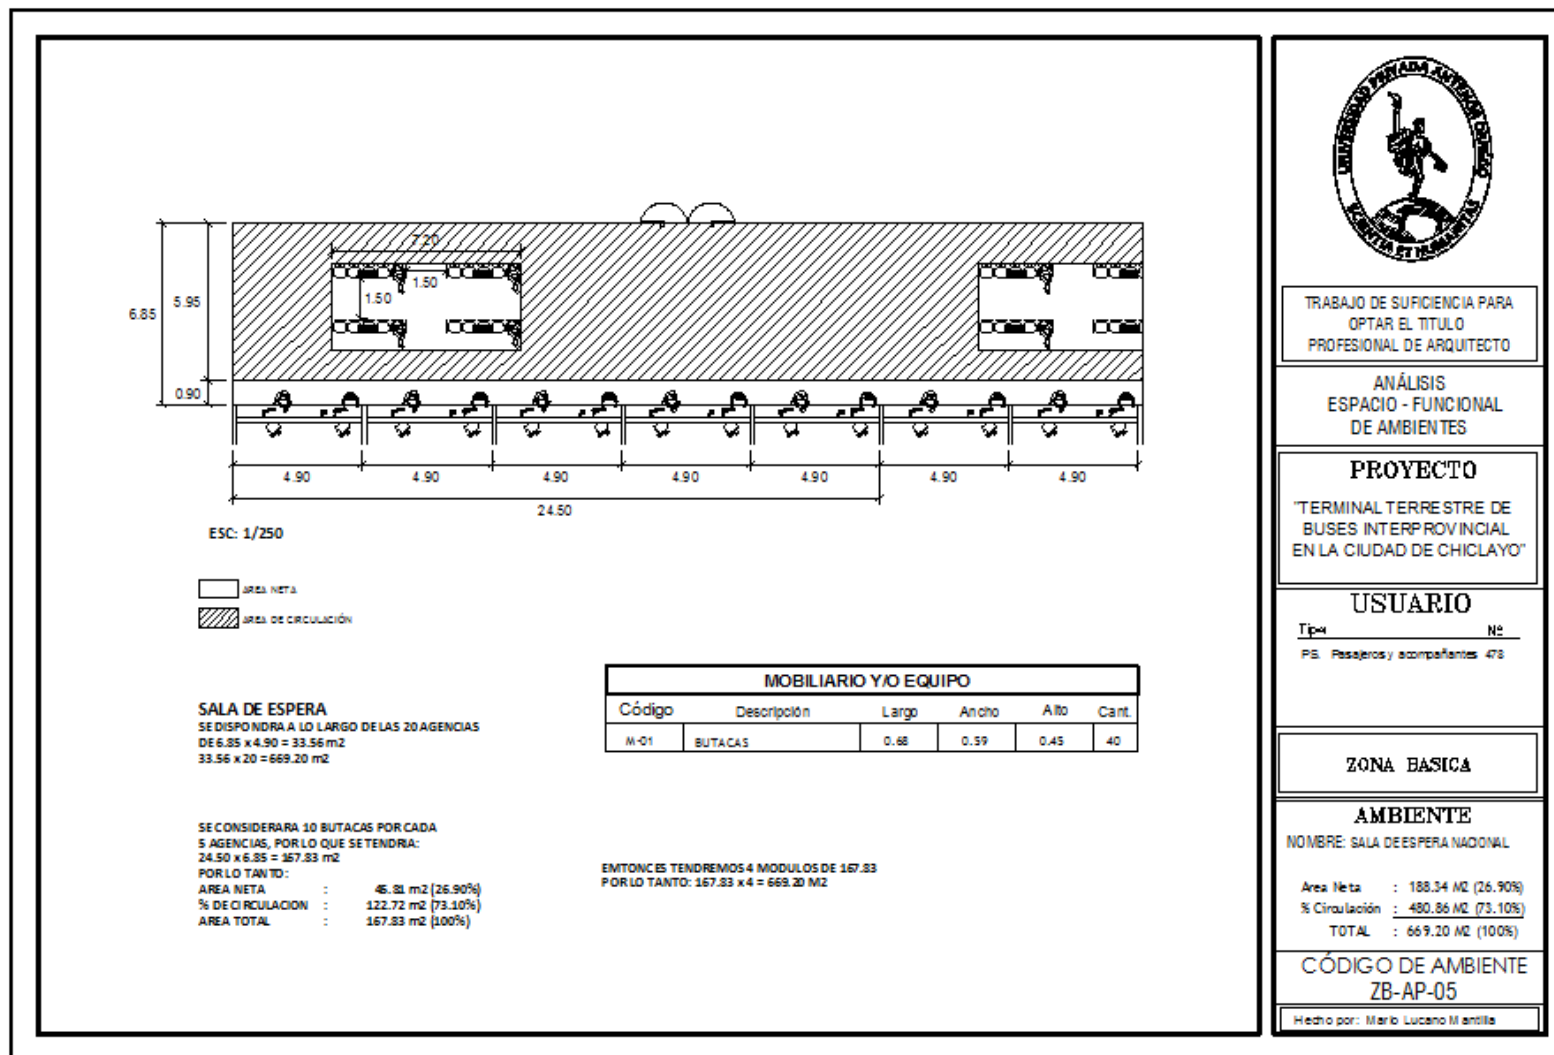 7.20
1.50
1.50
5.95
6.85
0.90
4.90
4.90
4.90
4.90
4.90
4.90
4.90
24.50
ESC: 1/250
AREA NETA
AREA DE CIRCULACIÓN
SALA DE ESPERA
SE DISPONDRA A LO LARGO DE LAS 20 AGENCIAS
DE 6.85 x 4.90 = 33.56 m2
33.56 x 20 = 669.20 m2
SE CONSIDERARA 10 BUTACAS POR CADA
5 AGENCIAS, POR LO QUE SE TENDRIA:
24.50 x 6.85 = 167.83 m2
POR LO TANTO:
AREA NETA : 45.81 m2 (26.90%)
% DE CIRCULACION : 122.72 m2 (73.10%)
AREA TOTAL : 167.83 m2 (100%)
MOBILIARIO Y/O EQUIPO
Código Descripción Largo Ancho Alto Cant.
M-01 BUTACAS 0.68 0.59 0.45 40
EMTONCES TENDREMOS 4 MODULOS DE 167.83
POR LO TANTO: 167.83 x 4 = 669.20 M2
UNIVERSIDAD PRIVADA ANTENOR ORREGO
SCIENTIA ET HUMANITAS
TRABAJO DE SUFICIENCIA PARA
OPTAR EL TITULO
PROFESIONAL DE ARQUITECTO
ANÁLISIS
ESPACIO - FUNCIONAL
DE AMBIENTES
PROYECTO
"TERMINAL TERRESTRE DE
BUSES INTERPROVINCIAL
EN LA CIUDAD DE CHICLAYO"
USUARIO
Tipo Nº
PS. Pasajeros y acompañantes 478
ZONA BASICA
AMBIENTE
NOMBRE: SALA DE ESPERA NACIONAL
Area Neta : 188.34 M2 (26.90%)
% Circulación : 480.86 M2 (73.10%)
TOTAL : 669.20 M2 (100%)
CÓDIGO DE AMBIENTE
ZB-AP-05
Hecho por: Mario Lucano Mantilla